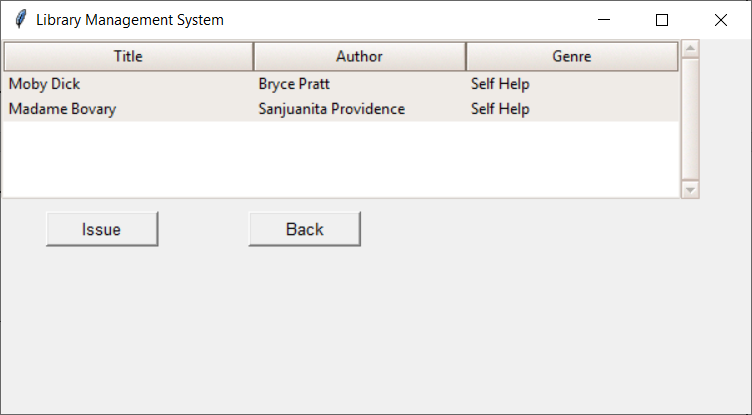 Library Management System
Title Author Genre
Moby Dick Bryce Pratt Self Help
Madame Bovary Sanjuanita Providence Self Help
Issue Back